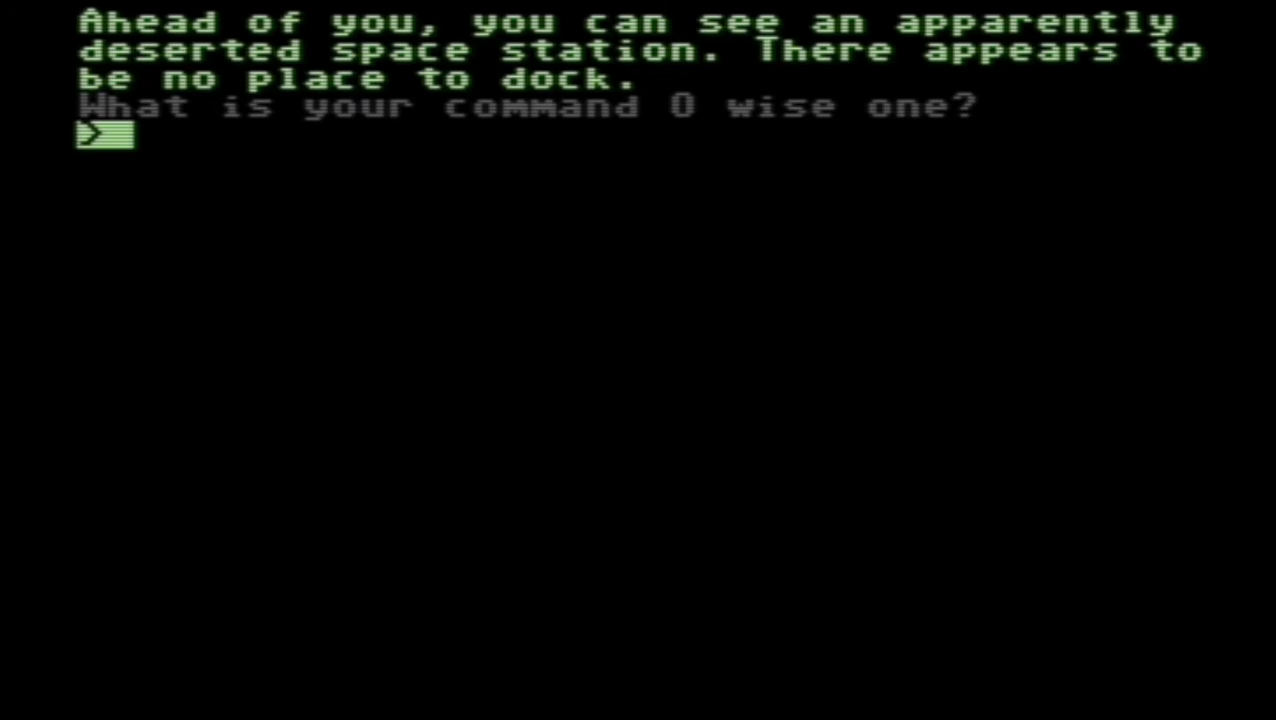 Ahead of you, you can see an apparently
deserted space station. There appears to
be no place to dock.
What is your command O wise one?
>